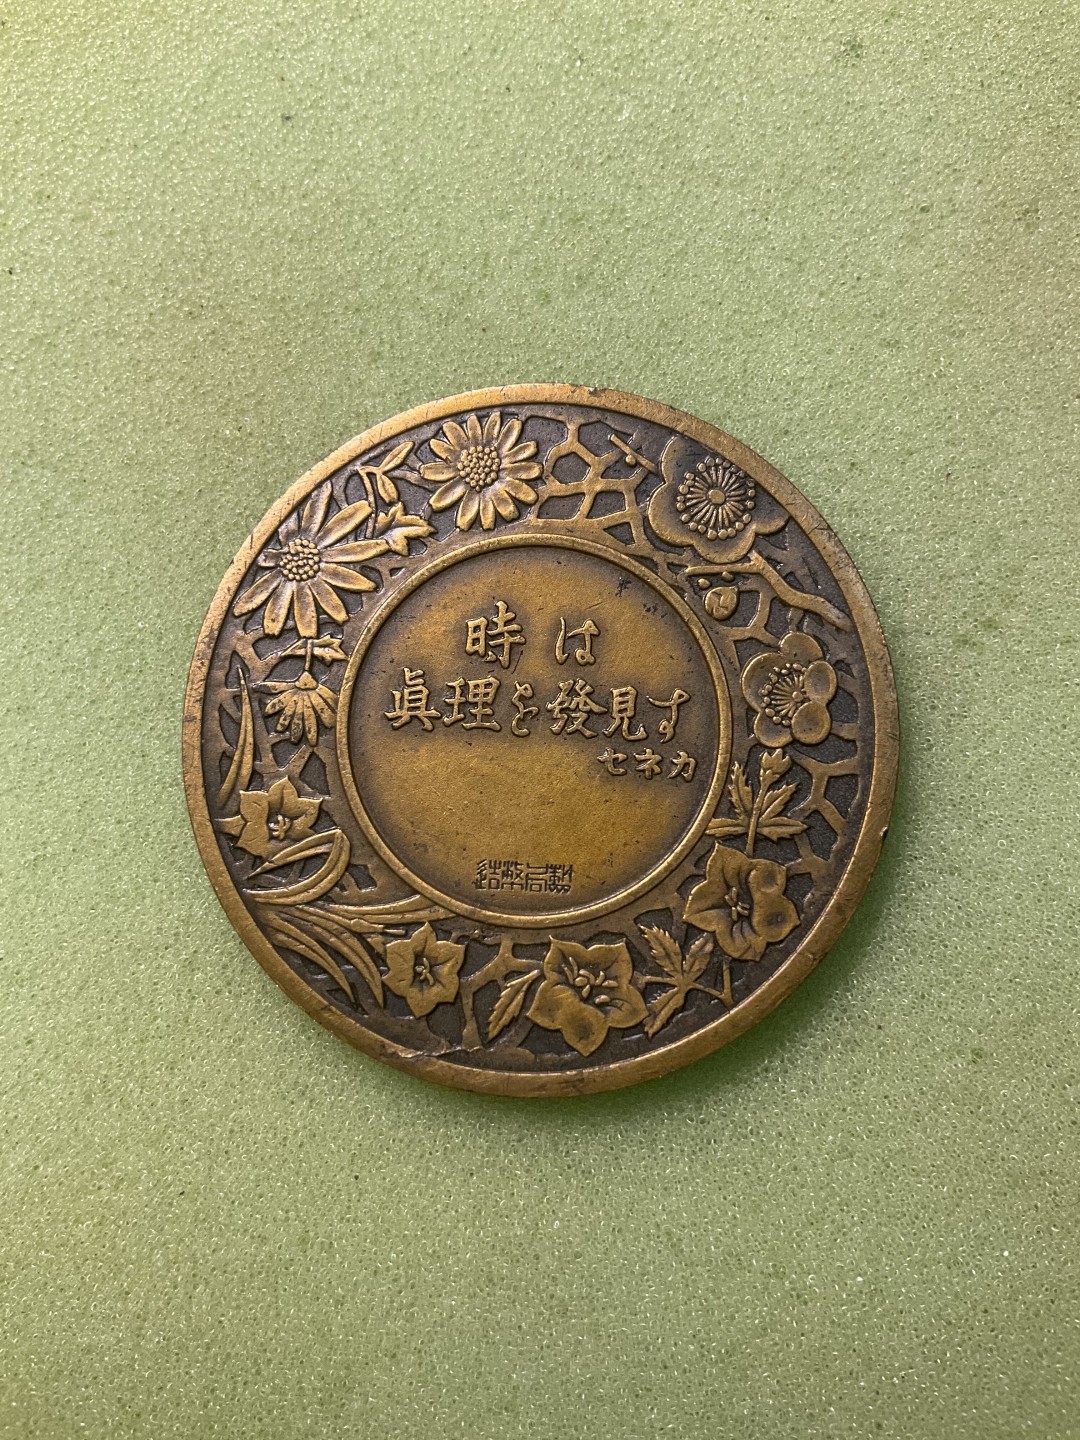 時は
眞理を發見す
セネカ
造幣局製